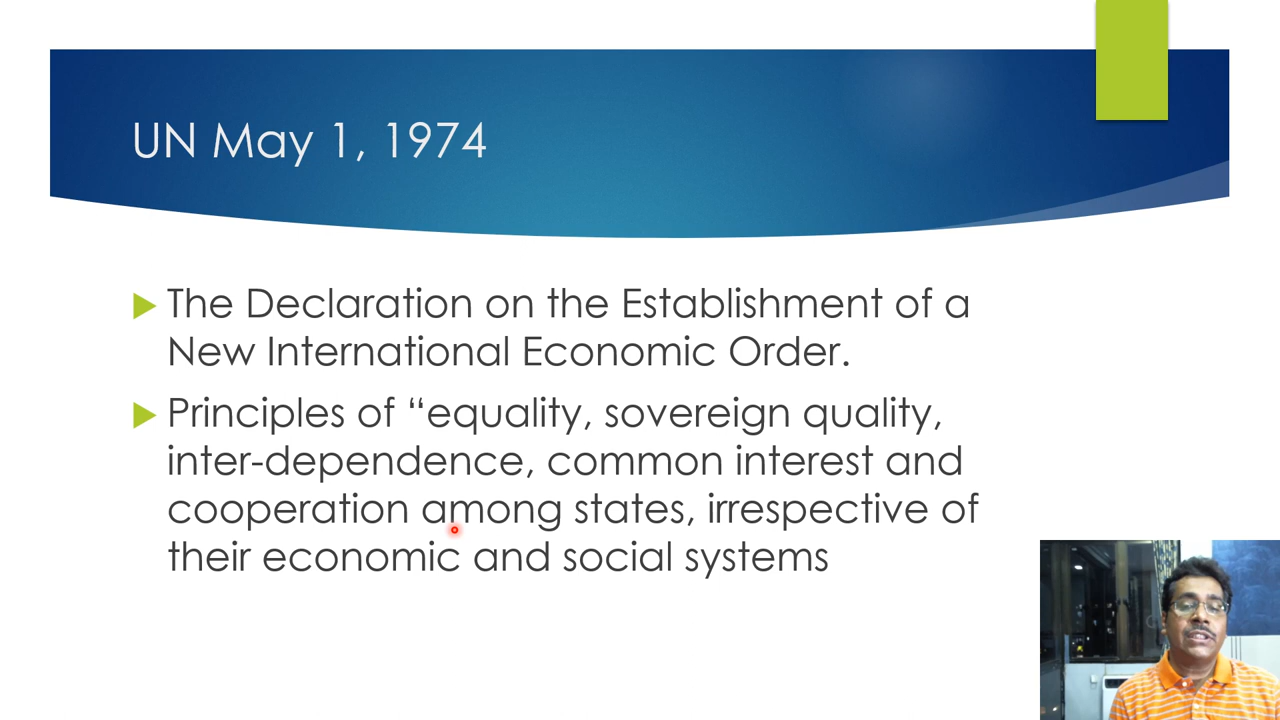 UN May 1, 1974
The Declaration on the Establishment of a
New International Economic Order.
Principles of “equality, sovereign quality,
inter-dependence, common interest and
cooperation among states, irrespective of
their economic and social systems